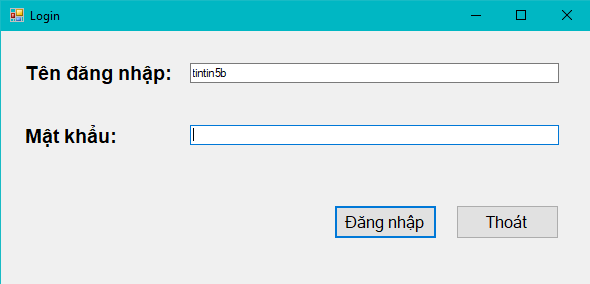 Login
Tên đăng nhập:
tintin5b
Mật khẩu:
Đăng nhập
Thoát